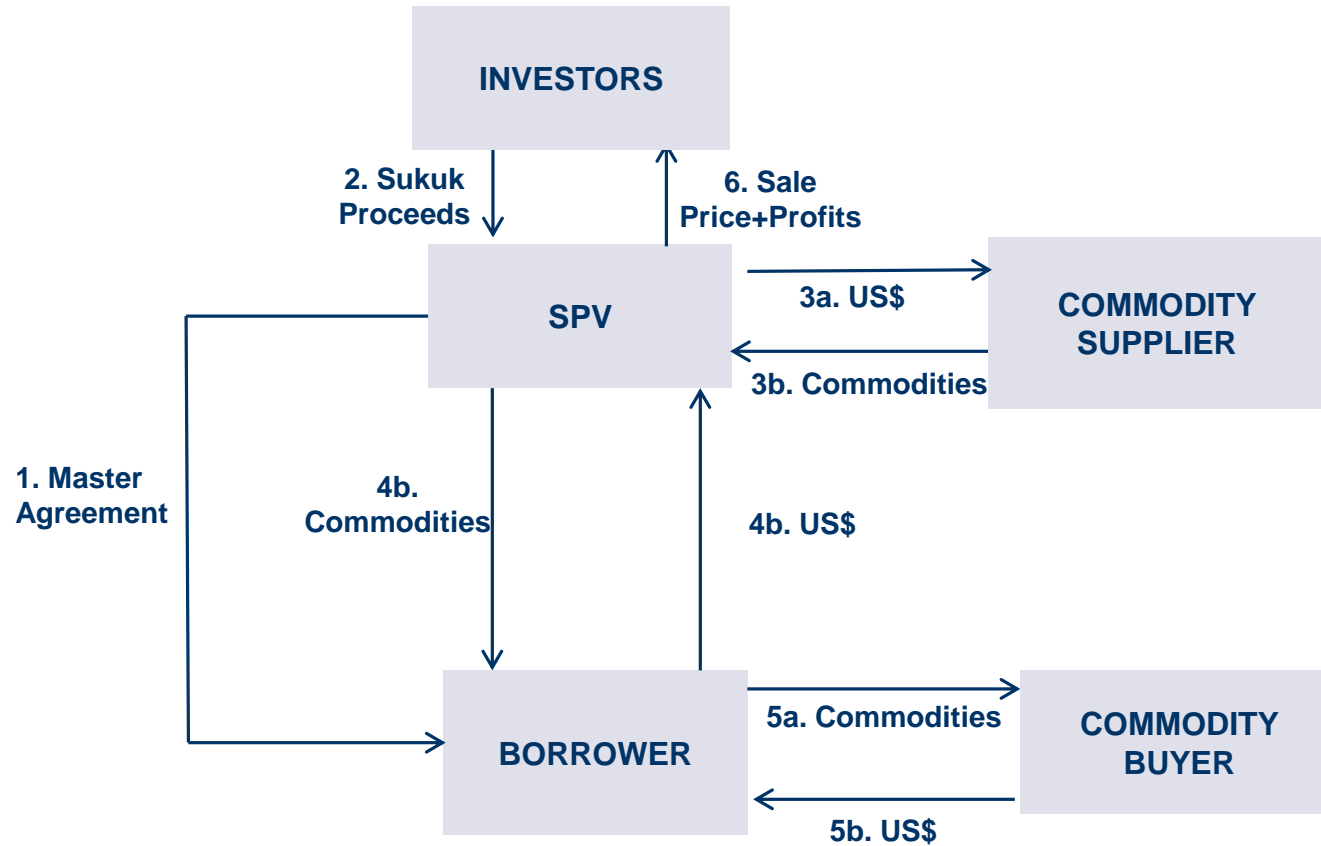 INVESTORS
2. Sukuk
Proceeds
6. Sale
Price+Profits
SPV
3a. US$
COMMODITY
SUPPLIER
3b. Commodities
1. Master
Agreement
4b.
Commodities
4b. US$
BORROWER
5a. Commodities
COMMODITY
BUYER
5b. US$